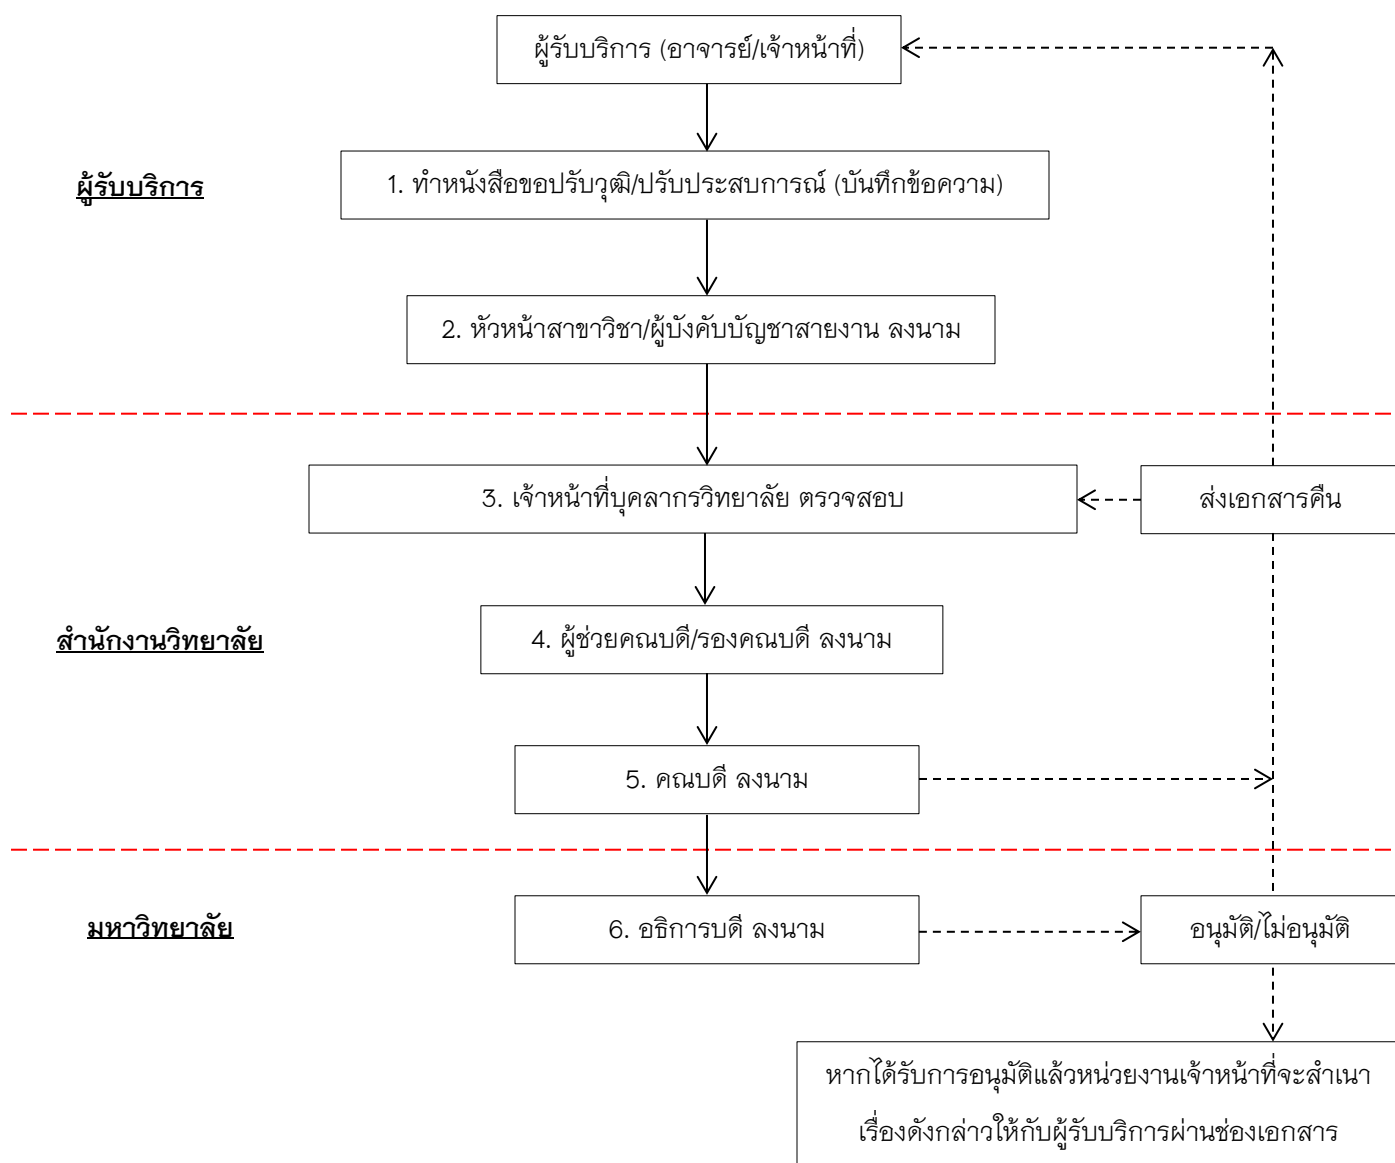 ผู้รับบริการ (อาจารย์/เจ้าหน้าที่)
ผู้รับบริการ
1. ทำหนังสือขอปรับวุฒิ/ปรับประสบการณ์ (บันทึกข้อความ)
2. หัวหน้าสาขาวิชา/ผู้บังคับบัญชาสายงาน ลงนาม
3. เจ้าหน้าที่บุคลากรวิทยาลัย ตรวจสอบ
ส่งเอกสารคืน
สำนักงานวิทยาลัย
4. ผู้ช่วยคณบดี/รองคณบดี ลงนาม
5. คณบดี ลงนาม
มหาวิทยาลัย
6. อธิการบดี ลงนาม
อนุมัติ/ไม่อนุมัติ
หากได้รับการอนุมัติแล้วหน่วยงานเจ้าหน้าที่จะสำเนา
เรื่องดังกล่าวให้กับผู้รับบริการผ่านช่องเอกสาร